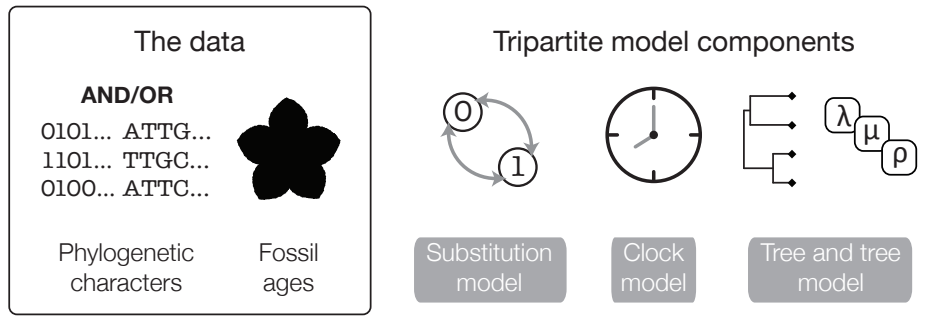 The data
AND/OR
0101... ATTG...
1101... TTGC...
0100... ATTC...
Phylogenetic
characters
Fossil
ages
Tripartite model components
0
1
λ
μ
ρ
Substitution
model
Clock
model
Tree and tree
model